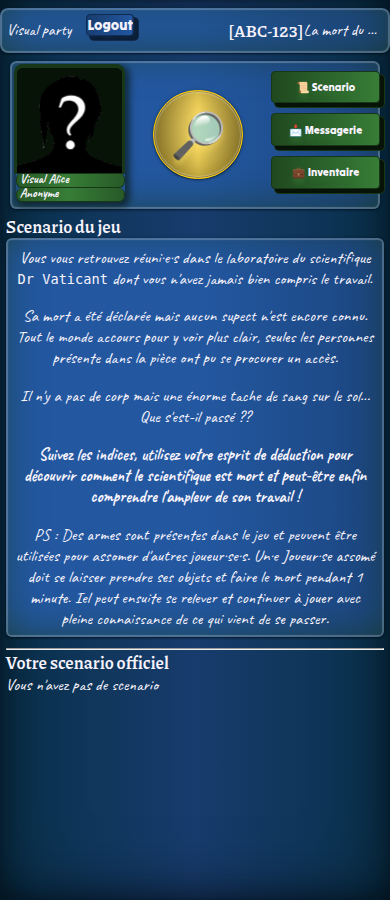 Visual party
Logout
[ABC-123] La mort du ...
?
Visual Alice
Anonyme
Scenario
Messagerie
Inventaire
Scenario du jeu
Vous vous retrouvez réuni·e·s dans le laboratoire du scientifique
Dr Vaticant dont vous n'avez jamais bien compris le travail.
Sa mort a été déclarée mais aucun supect n'est encore connu.
Tout le monde accours pour y voir plus clair, seules les personnes
présente dans la pièce ont pu se procurer un accès.
Il n'y a pas de corp mais une énorme tache de sang sur le sol...
Que s'est-il passé ??
Suivez les indices, utilisez votre esprit de déduction pour
découvrir comment le scientifique est mort et peut-être enfin
comprendre l'ampleur de son travail !
PS : Des armes sont présentes dans le jeu et peuvent être
utilisées pour assomer d'autres joueur·se·s. Un·e Joueur·se assomé
doit se laisser prendre ses objets et faire le mort pendant 1
minute. Iel peut ensuite se relever et continuer à jouer avec
pleine connaissance de ce qui vient de se passer.
Votre scenario officiel
Vous n'avez pas de scenario